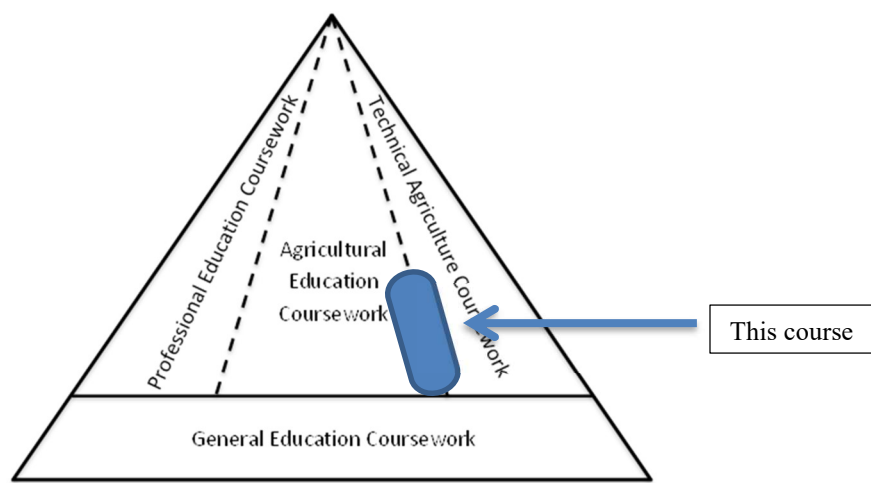 Professional Education Coursework
Technical Agriculture Coursework
Agricultural
Education
Coursework
This course
General Education Coursework